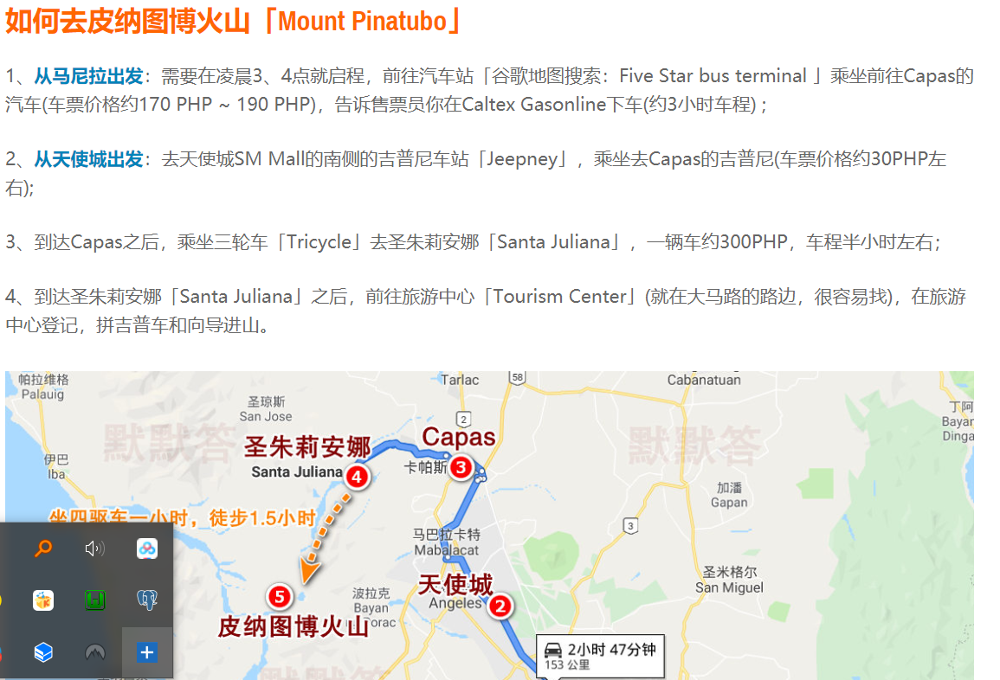 如何去皮纳图博火山「Mount Pinatubo」
1、从马尼拉出发：需要在凌晨3、4点就启程，前往汽车站「谷歌地图搜索：Five Star bus terminal 」乘坐前往Capas的
汽车(车票价格约170 PHP ~ 190 PHP)，告诉售票员你在Caltex Gasonline下车(约3小时车程)；
2、从天使城出发：去天使城SM Mall的南侧的吉普尼车站「Jeepney」，乘坐去Capas的吉普尼(车票价格约30PHP左
右);
3、到达Capas之后，乘坐三轮车「Tricycle」去圣朱莉安娜「Santa Juliana」，一辆车约300PHP，车程半小时左右；
4、到达圣朱莉安娜「Santa Juliana」之后，前往旅游中心「Tourism Center」(就在大马路的路边，很容易找)，在旅游
中心登记，拼吉普车和向导进山。
帕拉维格
Palauig
Tarlac
58
Cabanatuan
圣琼斯
San Jose
2
丁阿
Bayan
Dinga
默默答
默默答
Capas
圣朱莉安娜
Santa Juliana
4
卡帕斯
3
伊巴
Iba
加潘
Gapan
坐四驱车一小时，徒步1.5小时
3
马巴拉卡特
Mabalacat
圣米格尔
San Miguel
天使城
Angeles
2
5
皮纳图博火山
波拉克
Bayan
Porac
2小时 47分钟
153 公里
默默答